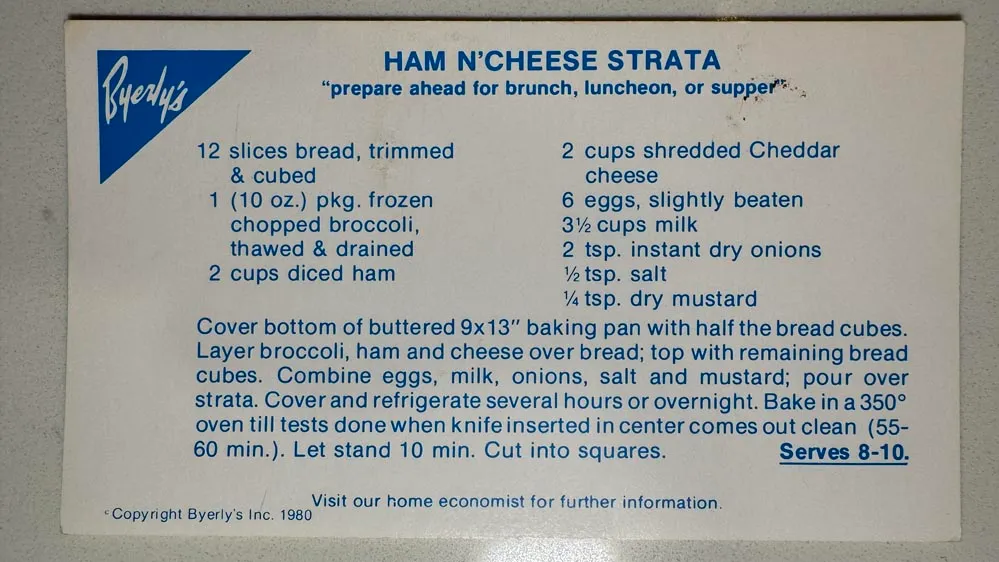 Byerly's
HAM N'CHEESE STRATA
"prepare ahead for brunch, luncheon, or supper"
12 slices bread, trimmed
& cubed
1 (10 oz.) pkg. frozen
chopped broccoli,
thawed & drained
2 cups diced ham
2 cups shredded Cheddar
cheese
6 eggs, slightly beaten
3½ cups milk
2 tsp. instant dry onions
½ tsp. salt
¼ tsp. dry mustard
Cover bottom of buttered 9x13" baking pan with half the bread cubes.
Layer broccoli, ham and cheese over bread; top with remaining bread
cubes. Combine eggs, milk, onions, salt and mustard; pour over
strata. Cover and refrigerate several hours or overnight. Bake in a 350°
oven till tests done when knife inserted in center comes out clean (55-
60 min.). Let stand 10 min. Cut into squares. Serves 8-10.
Visit our home economist for further information.
©Copyright Byerly's Inc. 1980